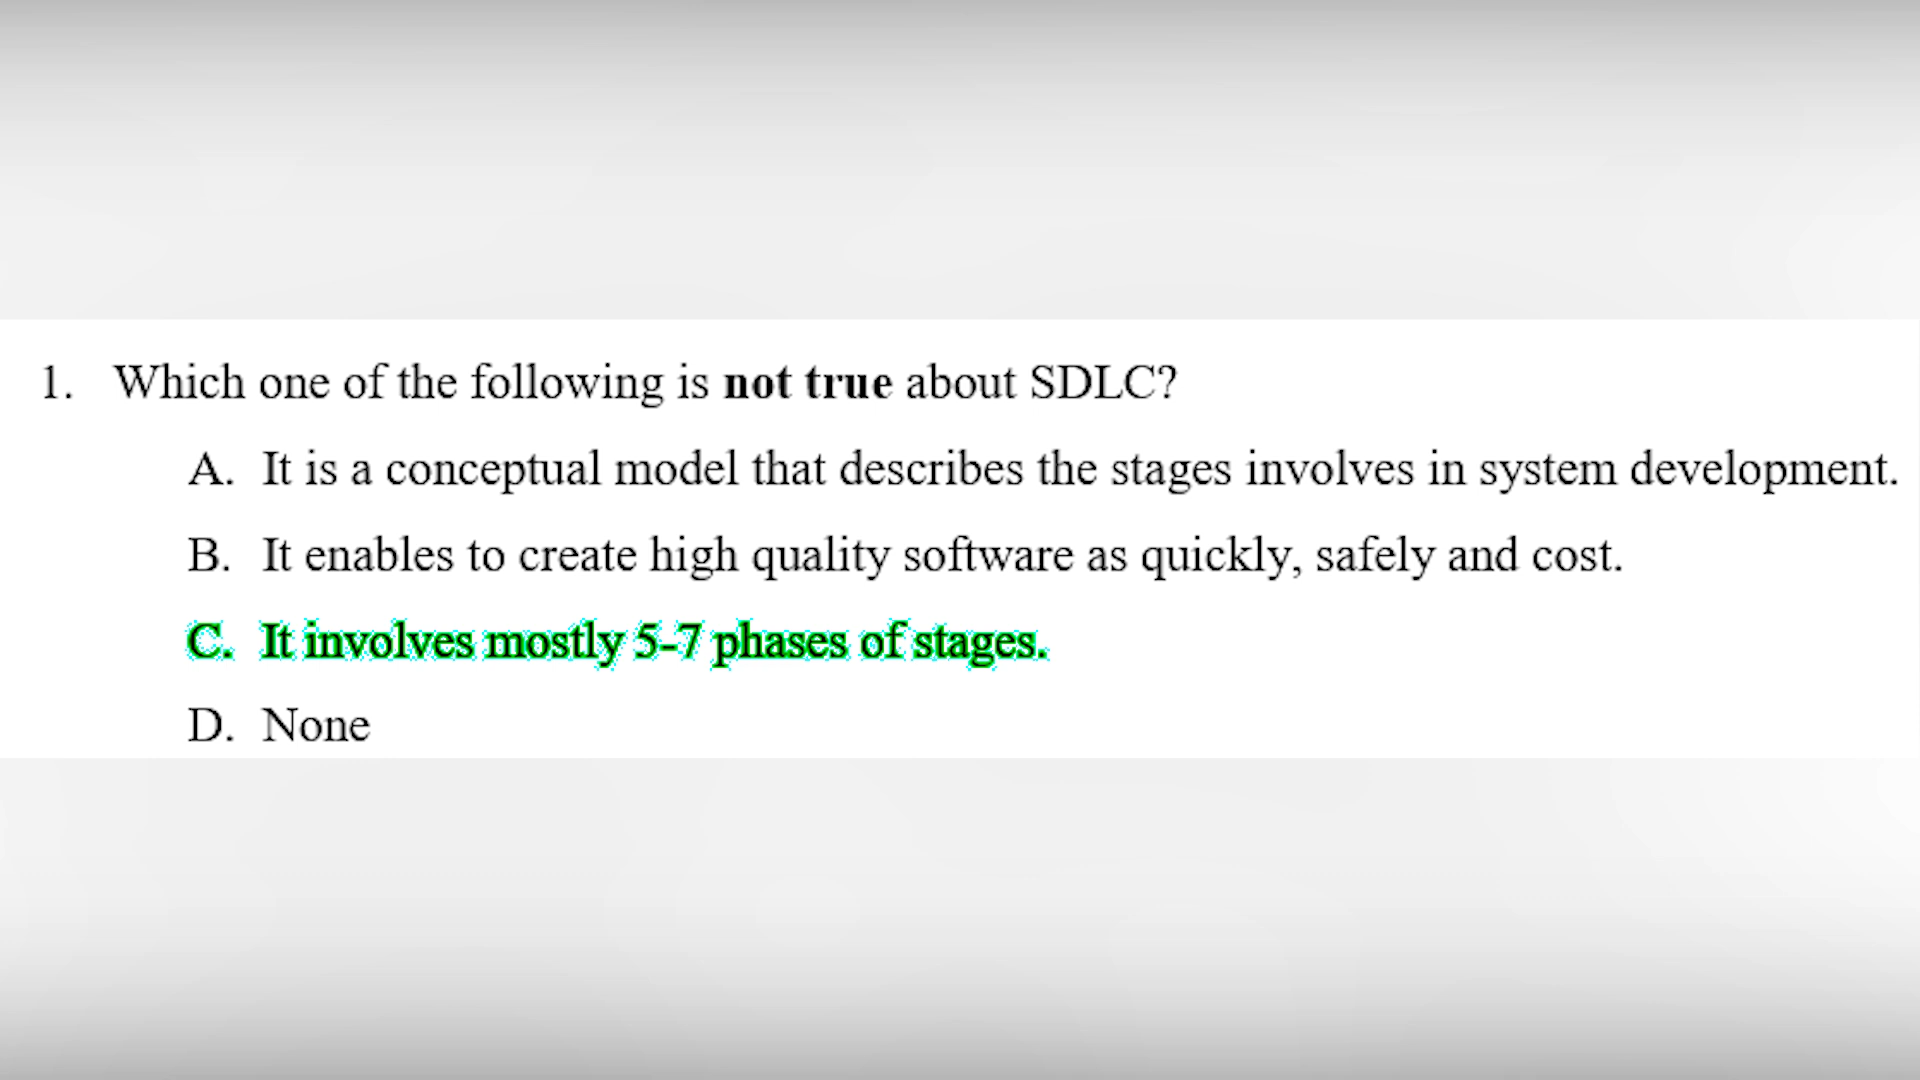 1. Which one of the following is not true about SDLC?
A. It is a conceptual model that describes the stages involves in system development.
B. It enables to create high quality software as quickly, safely and cost.
C. It involves mostly 5-7 phases of stages.
D. None